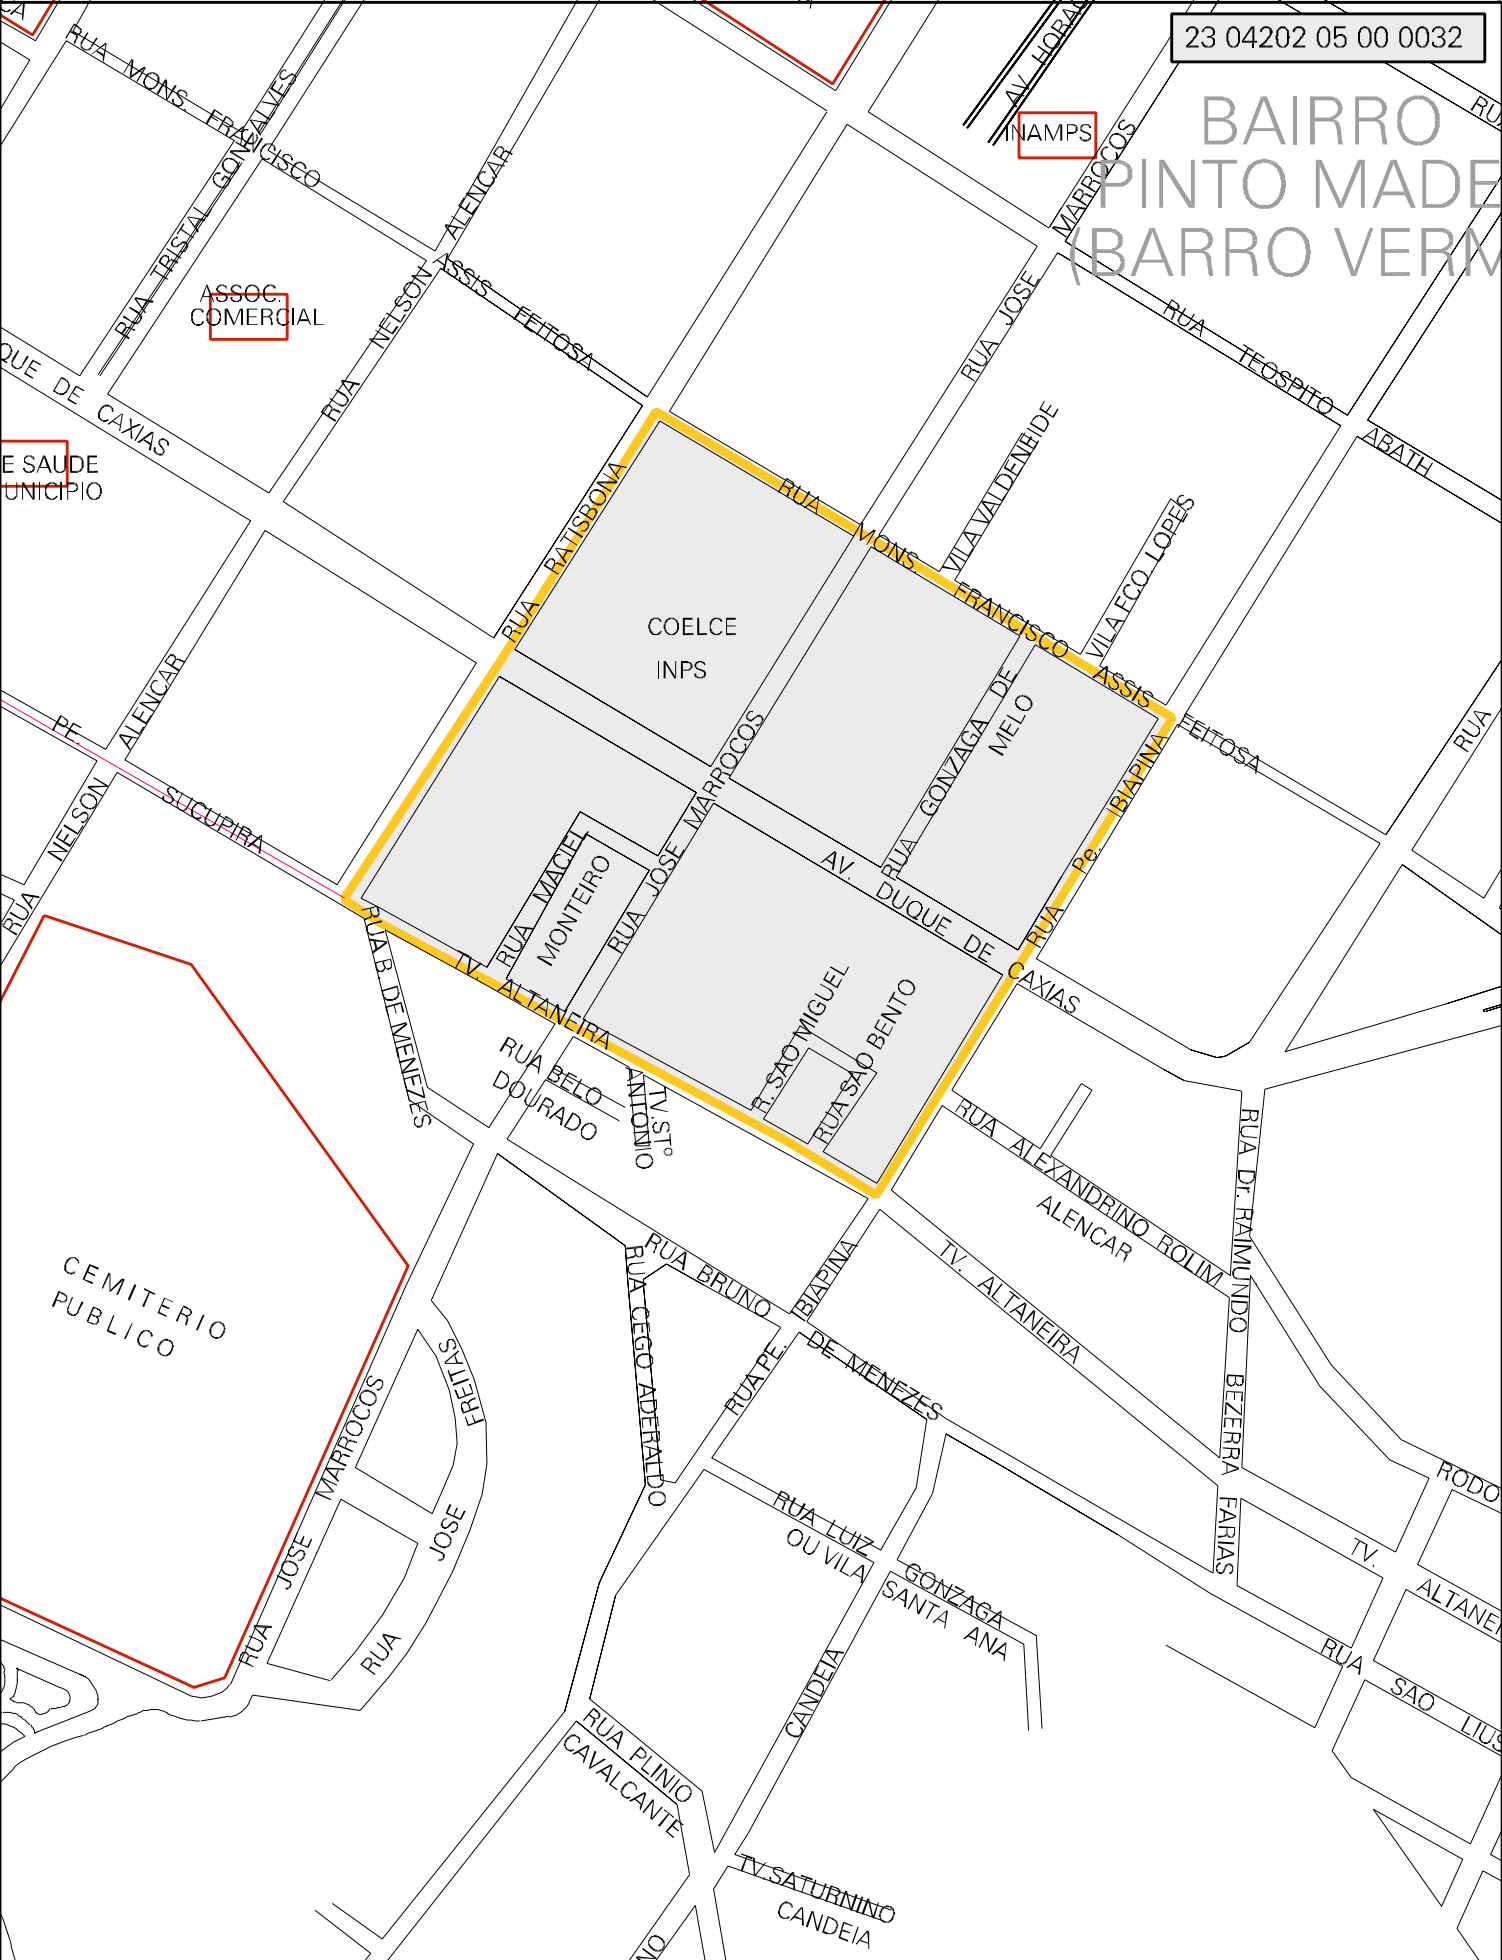 23 04202 05 00 0032
BAIRRO
PINTO MADE
(BARRO VERM
RUA MONS. FRANCISCO
ASSIS FEITOSA
RUA TRISTAL GONÇALVES
RUA NELSON ALENCAR
AV. HORAC
INAMPS
RUA JOSE MARROCOS
RUA
ASSOC.
COMERCIAL
QUE DE CAXIAS
E SAUDE
UNICIPIO
RUA TEOSPITO
ABATH
RUA
VILA VALDENEIDE
VILA FCO. LOPES
RUA RATISBONA
RUA MONS. FRANCISCO ASSIS FEITOSA
COELCE
INPS
RUA GONZAGA DE
MELO
RUA Pe. IBIAPINA
RUA JOSE MARROCOS
AV. DUQUE DE CAXIAS
PE. SUCUPIRA
RUA NELSON ALENCAR
RUA MACIEL
MONTEIRO
TV. ALTANEIRA
R. SAO MIGUEL
RUA SAO BENTO
RUA B. DE MENEZES
RUA BELO
DOURADO
TV. STº
ANTONIO
RUA ALEXANDRINO ROLIM
ALENCAR
RUA Dr. RAIMUNDO BEZERRA FARIAS
CEMITERIO
PUBLICO
RUA BRUNO DE MENEZES
RUA PE. IBIAPINA
TV. ALTANEIRA
RUA CEGO ADERALDO
RUA JOSE MARROCOS
RUA JOSE FREITAS
RUA LUIZ GONZAGA
OU VILA SANTA ANA
RODO
TV. ALTANEI
RUA SAO LIUS
CANDEIA
RUA PLINIO
CAVALCANTE
TV. SATURNINO
CANDEIA
NO